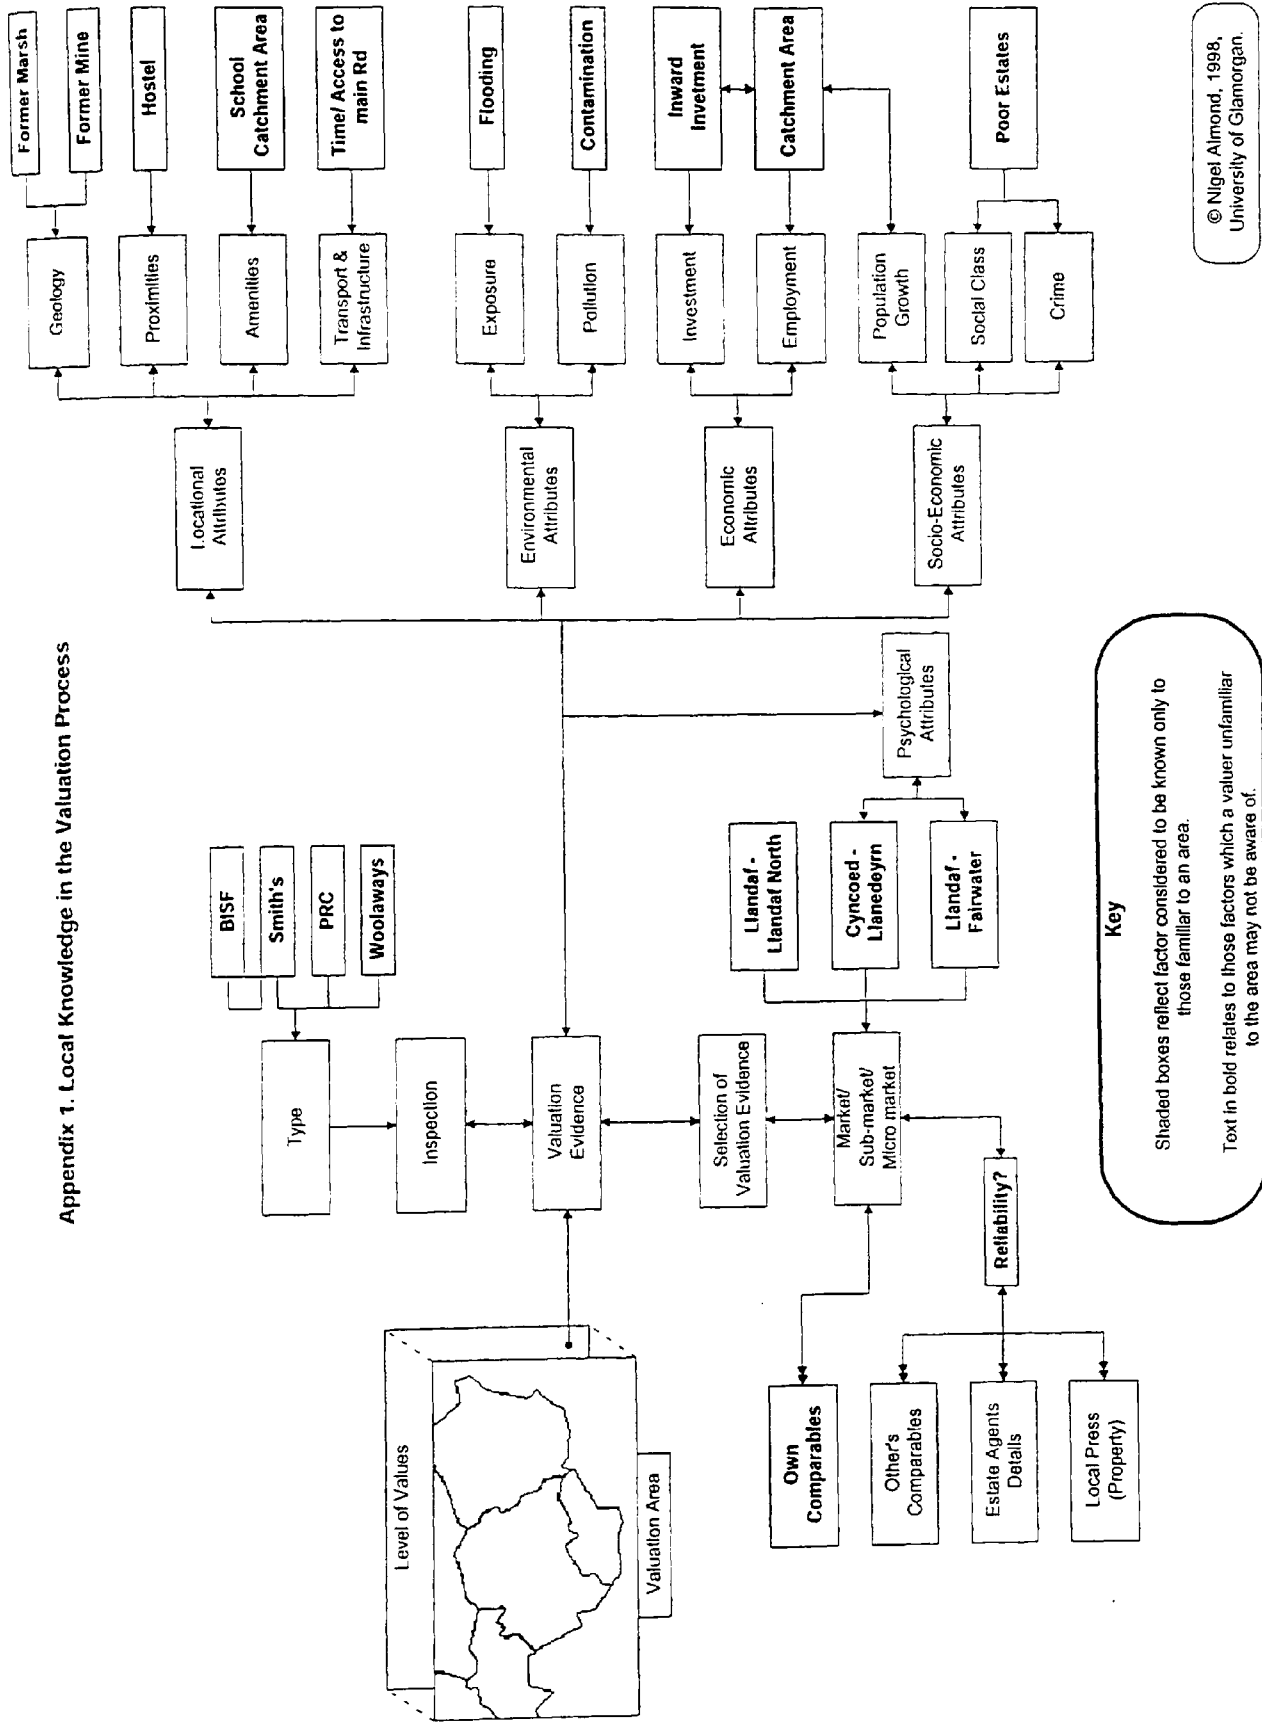 Appendix 1. Local Knowledge in the Valuation Process
Level of Values
Valuation Area
Type
BISF
Smith's
PRC
Woolaways
Inspection
Valuation
Evidence
Selection of
Valuation Evidence
Market/
Sub-market/
Micro market
Own
Comparables
Other's
Comparables
Estate Agents
Details
Local Press
(Property)
Reliability?
Llandaf -
Llandaf North
Cyncoed -
Llanedeyrn
Llandaf -
Fairwater
Psychological
Attributes
Locational
Attributes
Environmental
Attributes
Economic
Attributes
Socio-Economic
Attributes
Geology
Proximities
Amenities
Transport &
Infrastructure
Exposure
Pollution
Investment
Employment
Population
Growth
Social Class
Crime
Former Marsh
Former Mine
Hostel
School
Catchment Area
Time/ Access to
main Rd
Flooding
Contamination
Inward
Invetment
Catchment Area
Poor Estates
Key
Shaded boxes reflect factor considered to be known only to
those familiar to an area.
Text in bold relates to those factors which a valuer unfamiliar
to the area may not be aware of.
© Nigel Almond, 1998,
University of Glamorgan.